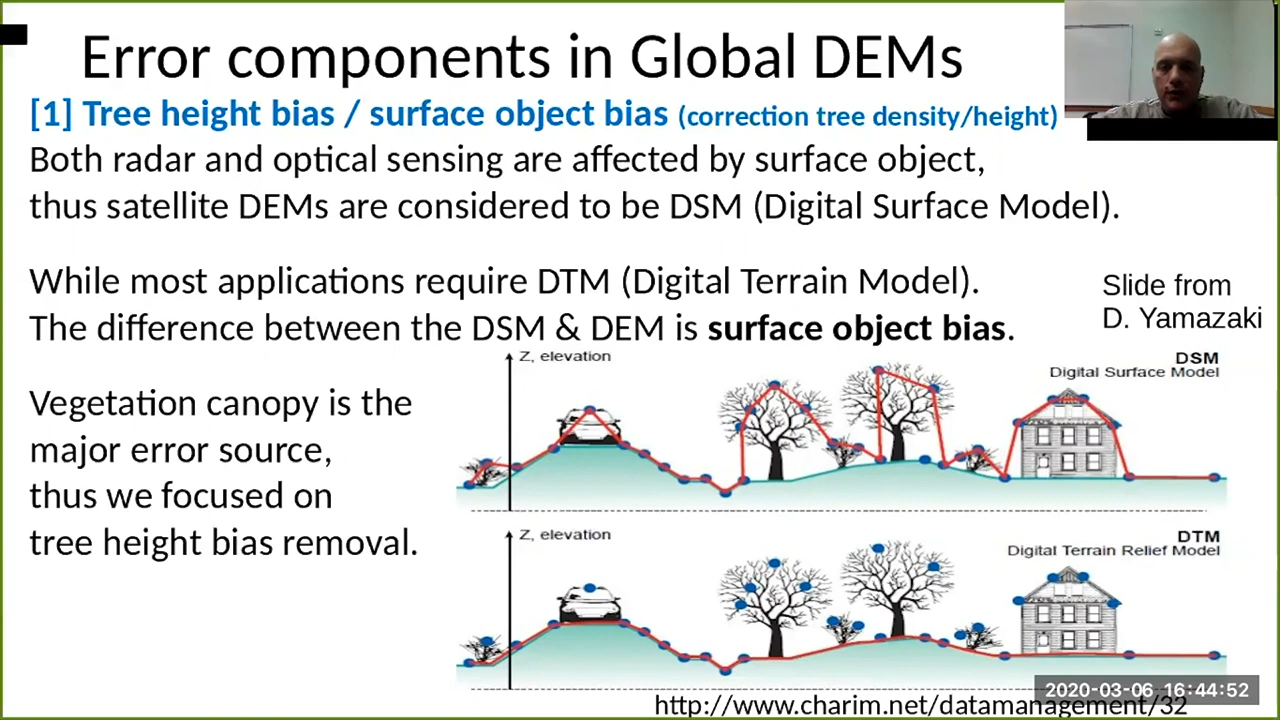 Error components in Global DEMs
[1] Tree height bias / surface object bias (correction tree density/height)
Both radar and optical sensing are affected by surface object,
thus satellite DEMs are considered to be DSM (Digital Surface Model).
While most applications require DTM (Digital Terrain Model).
The difference between the DSM & DEM is surface object bias.
Slide from
D. Yamazaki
Vegetation canopy is the
major error source,
thus we focused on
tree height bias removal.
Z, elevation
DSM
Digital Surface Model
Z, elevation
DTM
Digital Terrain Relief Model
2020-03-06 16:44:52
http://www.charim.net/datamanagement/32